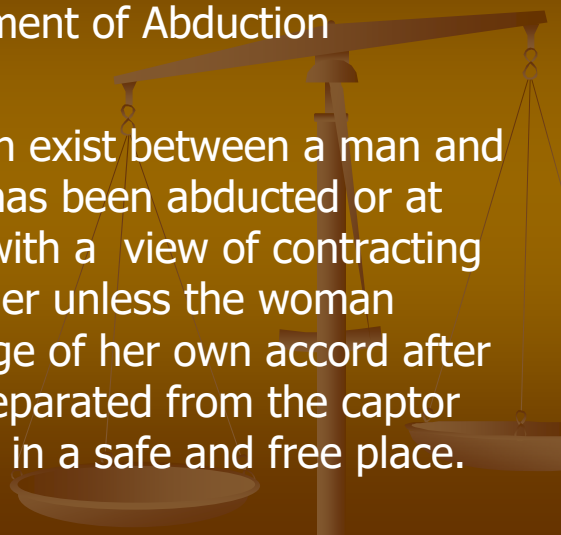 ment of Abduction
n exist between a man and
has been abducted or at
with a view of contracting
er unless the woman
ge of her own accord after
eparated from the captor
in a safe and free place.